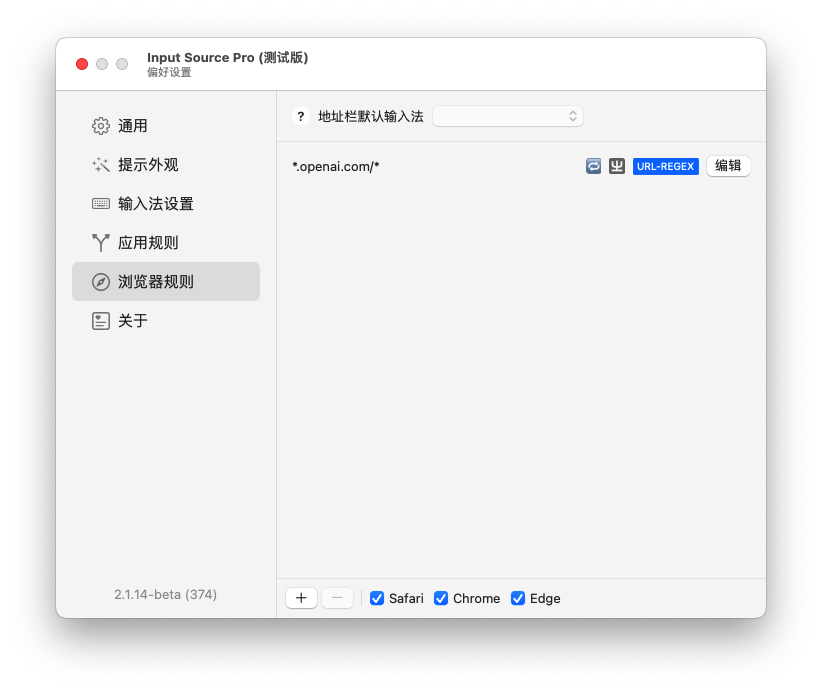 Input Source Pro (测试版)
偏好设置
通用
提示外观
输入法设置
应用规则
浏览器规则
关于
2.1.14-beta (374)
? 地址栏默认输入法
*.openai.com/*
URL-REGEX 编辑
Safari Chrome Edge